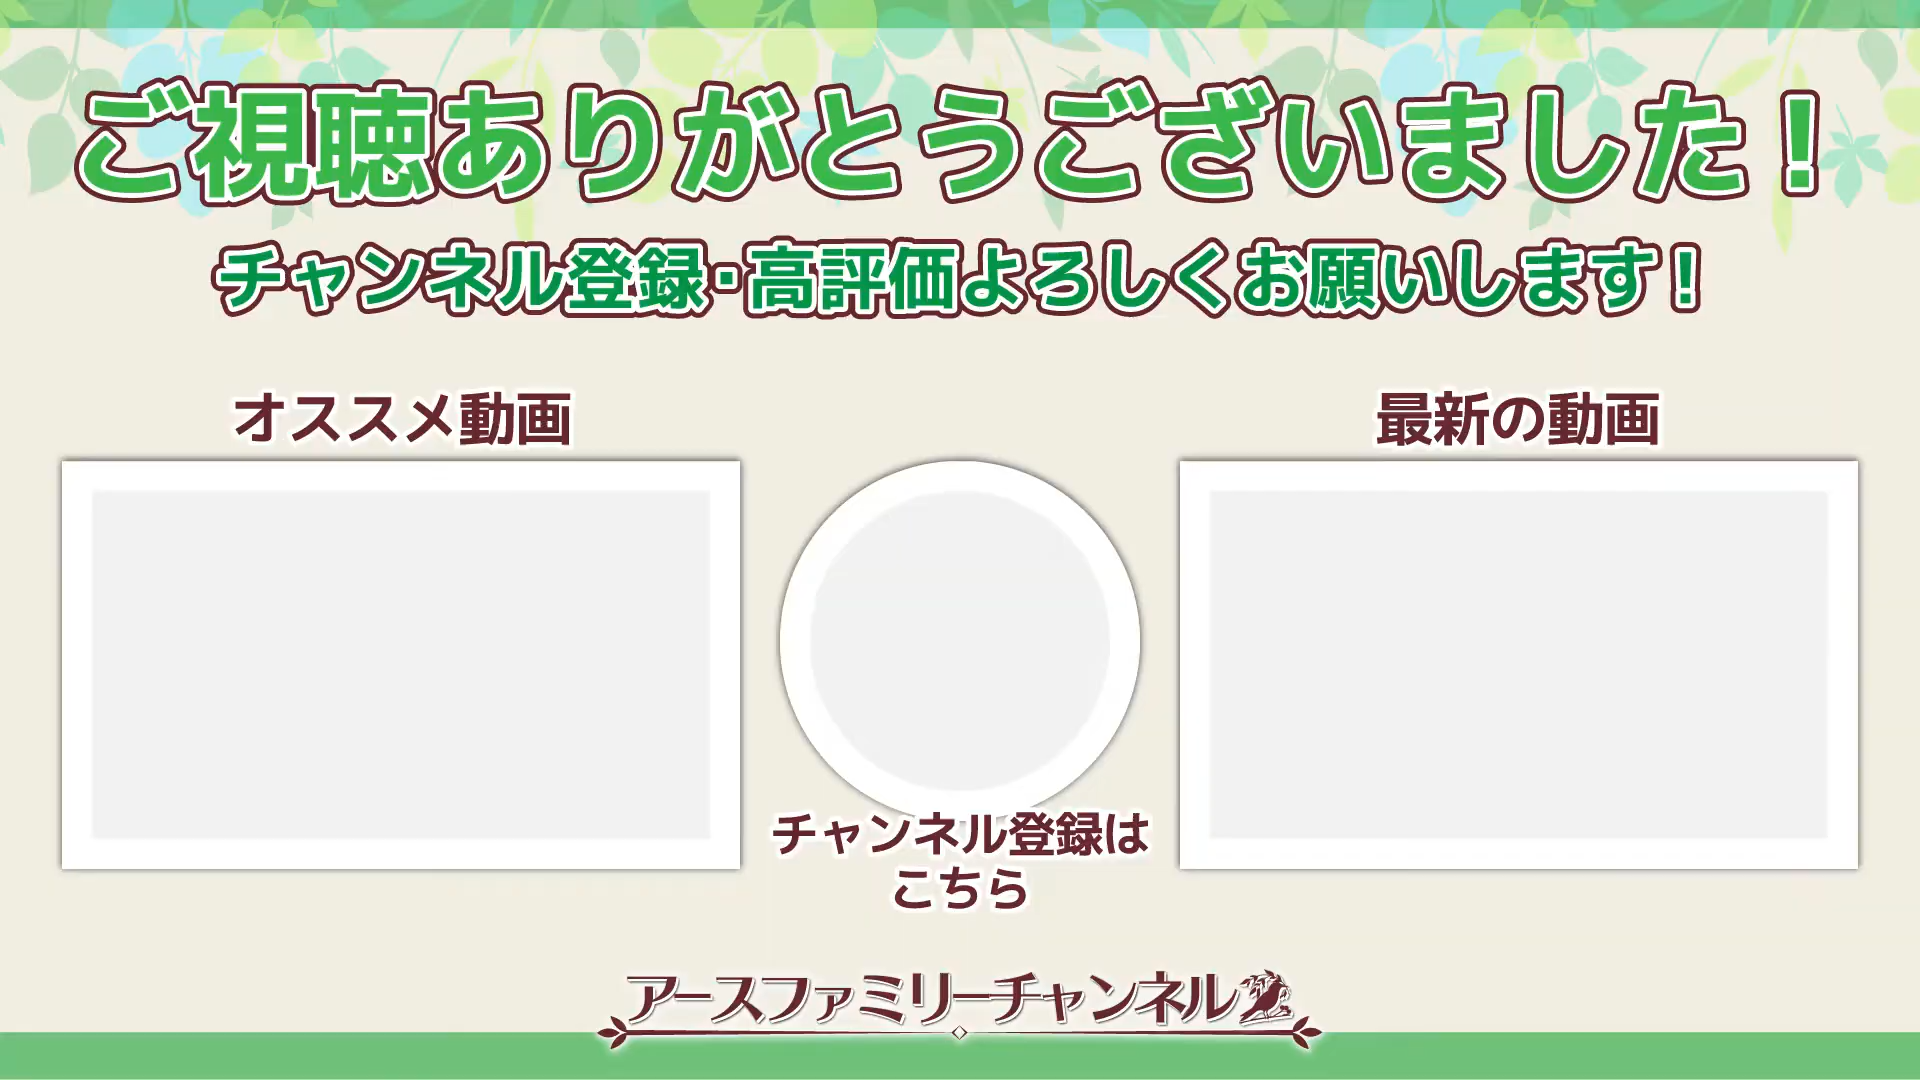 ご視聴ありがとうございました！
チャンネル登録・高評価よろしくお願いします！
オススメ動画
最新の動画
チャンネル登録は
こちら
アースファミリーチャンネル